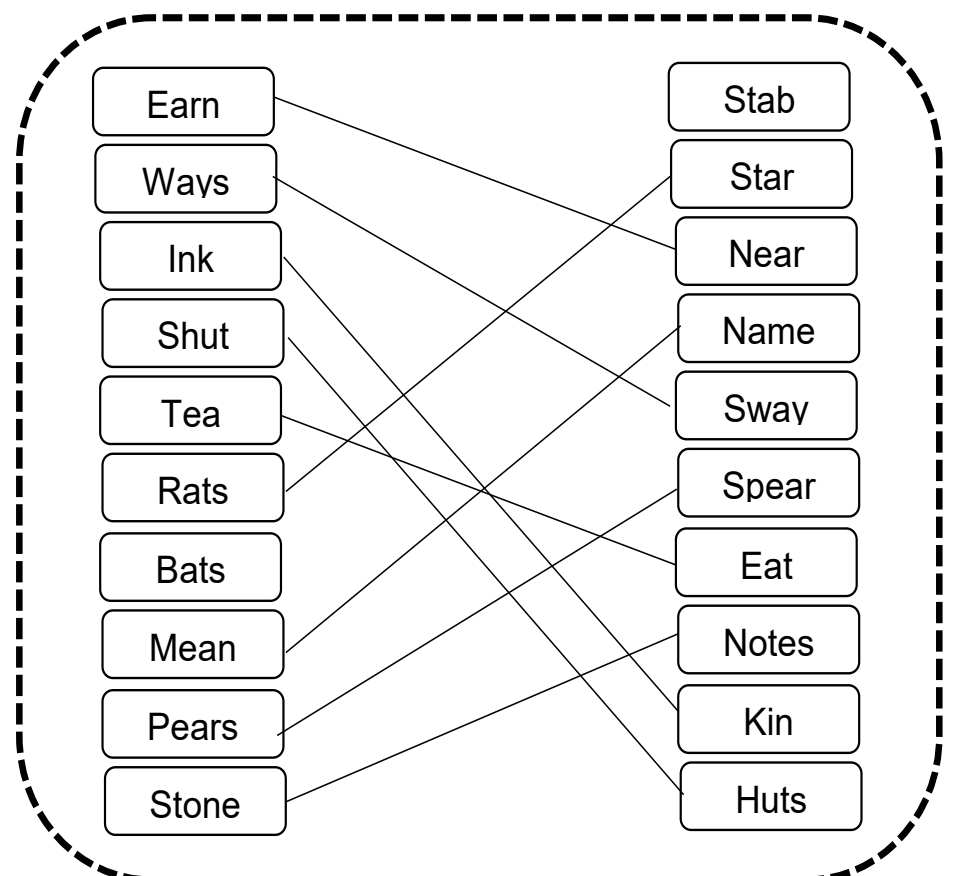 Earn
Ways
Ink
Shut
Tea
Rats
Bats
Mean
Pears
Stone
Stab
Star
Near
Name
Sway
Spear
Eat
Notes
Kin
Huts